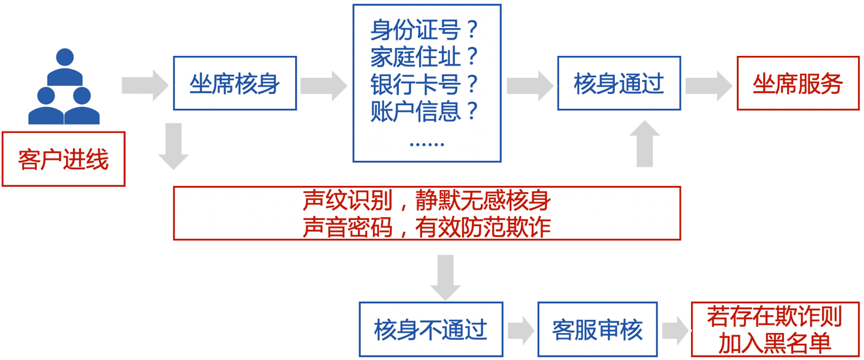 客户进线
坐席核身
身份证号？
家庭住址？
银行卡号？
账户信息？
……
核身通过
坐席服务
声纹识别，静默无感核身
声音密码，有效防范欺诈
核身不通过
客服审核
若存在欺诈则
加入黑名单